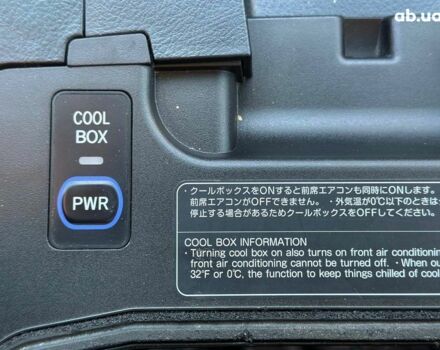 ab.ua
COOL
BOX
PWR
・クールボックスをONすると前席エアコンも同時にONします。
前席エアコンがOFFできません。・外気温が0℃以下のときは
停止する場合があるためクールボックスをOFFしてください。
COOL BOX INFORMATION
・Turning cool box on also turns on front air conditioning
front air conditioning cannot be turned off. ・When ou
32°F or 0℃, the function to keep things chilled of cool